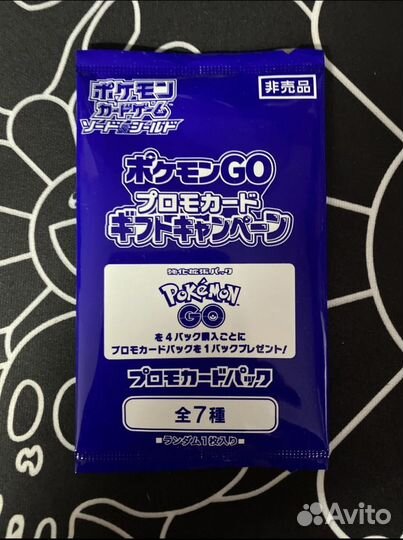 ポケモン
カードゲーム
ソード&シールド
非売品
ポケモンGO
プロモカード
ギフトキャンペーン
強化拡張パック
POKÉMON
GO
を4パック購入ごとに
プロモカードパックを1パックプレゼント!
プロモカードパック
全7種
ランダム1枚入り
Avito